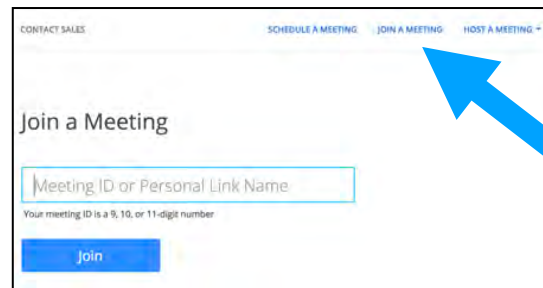 CONTACT SALES SCHEDULE A MEETING JOIN A MEETING HOST A MEETING
Join a Meeting
Meeting ID or Personal Link Name
Your meeting ID is a 9, 10, or 11-digit number
Join